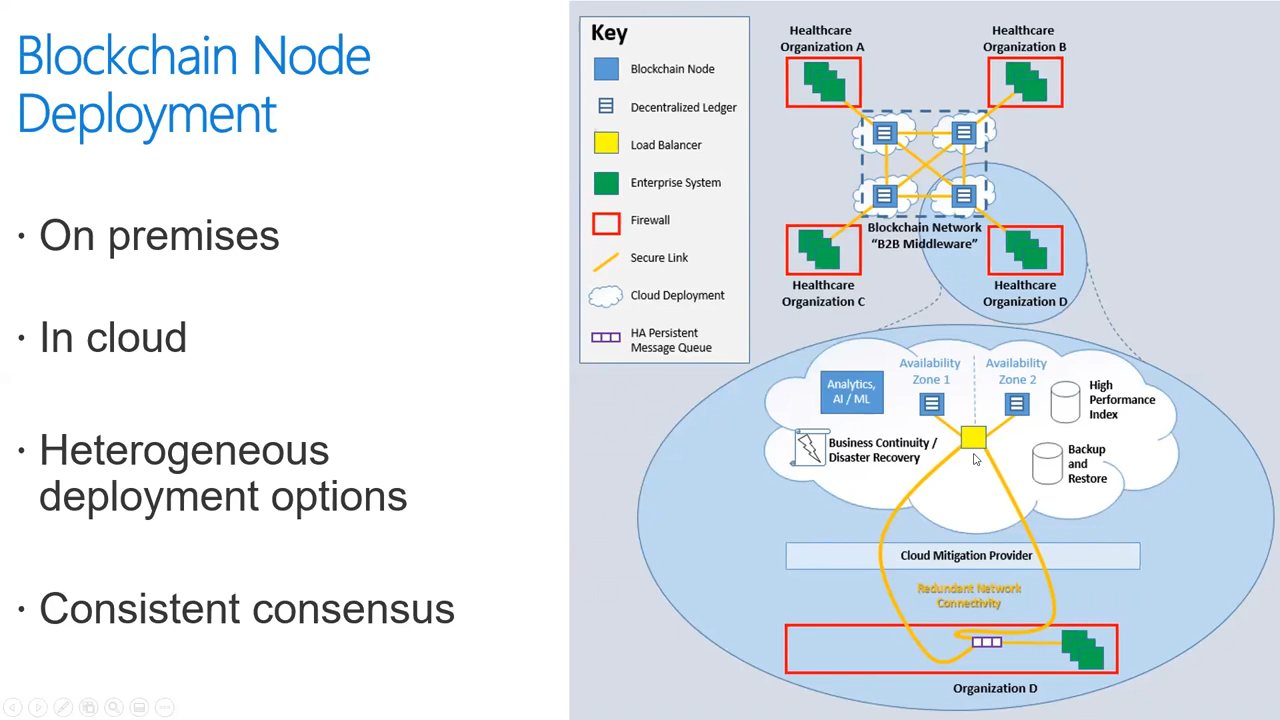 Blockchain Node
Deployment
· On premises
· In cloud
· Heterogeneous
deployment options
· Consistent consensus
Key
Blockchain Node
Decentralized Ledger
Load Balancer
Enterprise System
Firewall
Secure Link
Cloud Deployment
HA Persistent
Message Queue
Healthcare
Organization A
Healthcare
Organization B
Blockchain Network
“B2B Middleware”
Healthcare
Organization C
Healthcare
Organization D
Analytics,
AI / ML
Availability
Zone 1
Availability
Zone 2
High
Performance
Index
Business Continuity /
Disaster Recovery
Backup
and
Restore
Cloud Mitigation Provider
Redundant Network
Connectivity
Organization D